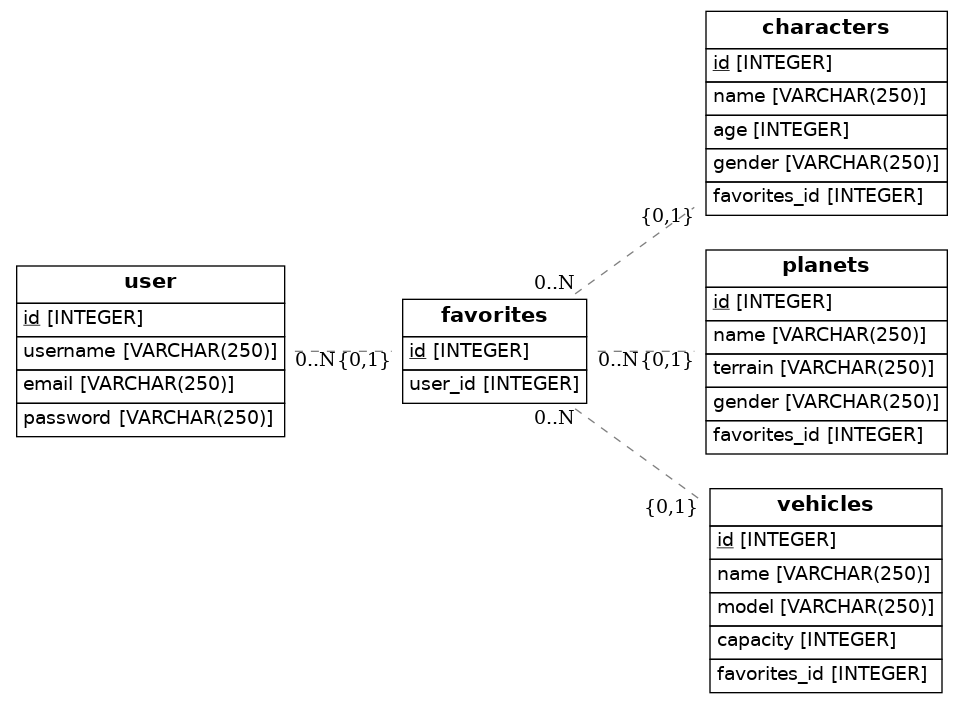 user
id [INTEGER]
username [VARCHAR(250)]
email [VARCHAR(250)]
password [VARCHAR(250)]
0..N
{0,1}
favorites
id [INTEGER]
user_id [INTEGER]
0..N
{0,1}
0..N
{0,1}
0..N
{0,1}
characters
id [INTEGER]
name [VARCHAR(250)]
age [INTEGER]
gender [VARCHAR(250)]
favorites_id [INTEGER]
planets
id [INTEGER]
name [VARCHAR(250)]
terrain [VARCHAR(250)]
gender [VARCHAR(250)]
favorites_id [INTEGER]
vehicles
id [INTEGER]
name [VARCHAR(250)]
model [VARCHAR(250)]
capacity [INTEGER]
favorites_id [INTEGER]